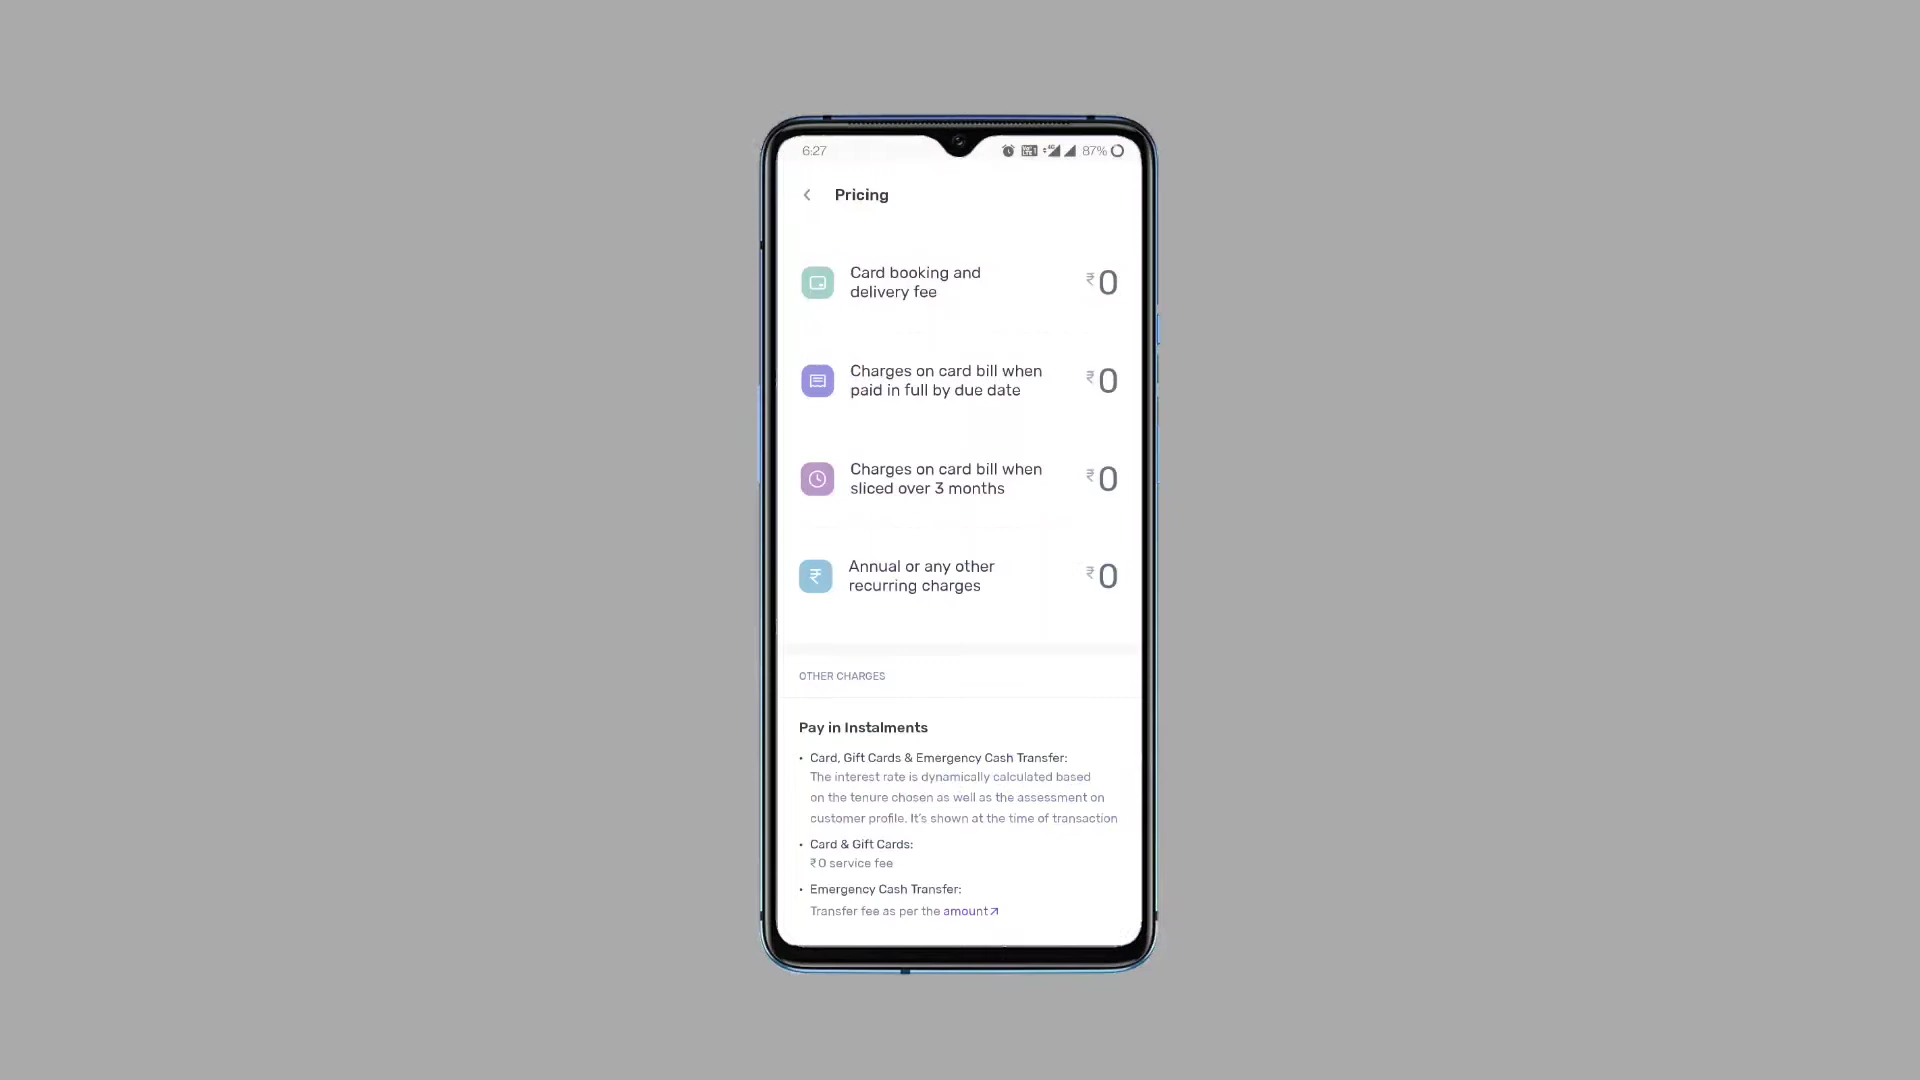 6:27
87%
Pricing
Card booking and
delivery fee
₹0
Charges on card bill when
paid in full by due date
₹0
Charges on card bill when
sliced over 3 months
₹0
Annual or any other
recurring charges
₹0
OTHER CHARGES
Pay in Instalments
• Card, Gift Cards & Emergency Cash Transfer:
The interest rate is dynamically calculated based
on the tenure chosen as well as the assessment on
customer profile. It's shown at the time of transaction
• Card & Gift Cards:
₹0 service fee
• Emergency Cash Transfer:
Transfer fee as per the amount↗